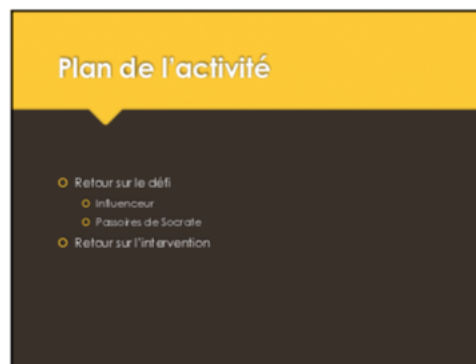 Plan de l'activité
Retour sur le défi
Influenceur
Passoires de Socrate
Retour sur l'intervention